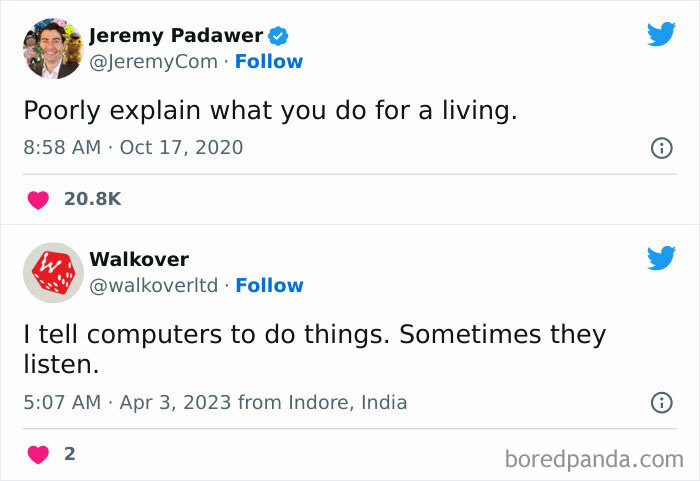 Jeremy Padawer
@JeremyCom · Follow
Poorly explain what you do for a living.
8:58 AM · Oct 17, 2020
20.8K
W
Walkover
@walkoverltd · Follow
I tell computers to do things. Sometimes they
listen.
5:07 AM · Apr 3, 2023 from Indore, India
2
boredpanda.com